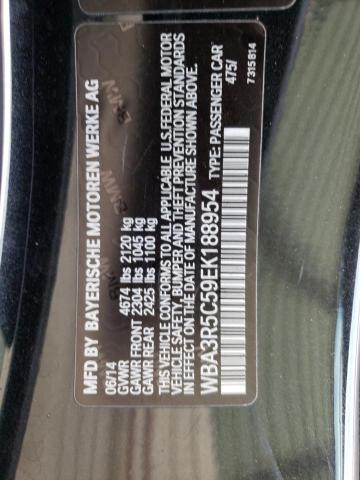 MFD BY BAYERISCHE MOTOREN WERKE AG
06/14
GVWR 4674 lbs 2120 kg
GAWR FRONT 2304 lbs 1045 kg
GAWR REAR 2425 lbs 1100 kg
THIS VEHICLE CONFORMS TO ALL APPLICABLE U.S. FEDERAL MOTOR
VEHICLE SAFETY, BUMPER AND THEFT PREVENTION
STANDARDS IN EFFECT ON THE DATE OF
MANUFACTURE SHOWN ABOVE.
WBA3R5C59EK188954 TYPE: PASSENGER CAR
475/
7 315 814